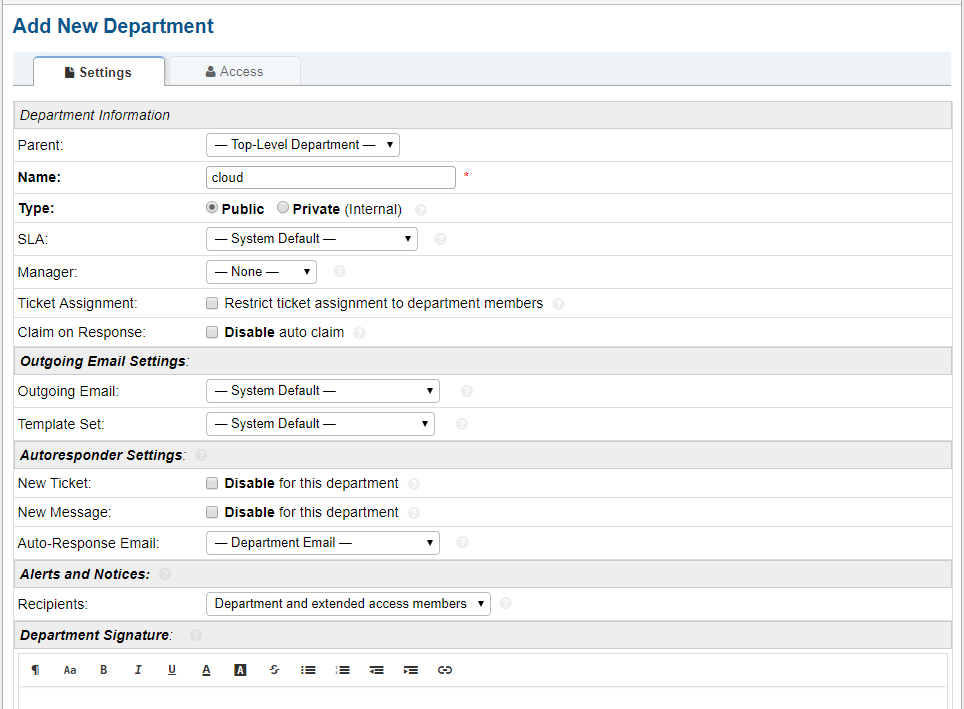 Add New Department
Settings Access
Department Information
Parent: — Top-Level Department —
Name: cloud *
Type: Public Private (Internal) ?
SLA: — System Default — ?
Manager: — None — ?
Ticket Assignment: Restrict ticket assignment to department members ?
Claim on Response: Disable auto claim ?
Outgoing Email Settings:
Outgoing Email: — System Default — ?
Template Set: — System Default — ?
Autoresponder Settings: ?
New Ticket: Disable for this department ?
New Message: Disable for this department ?
Auto-Response Email: — Department Email — ?
Alerts and Notices: ?
Recipients: Department and extended access members ?
Department Signature: ?
¶ Aa B I U A A S